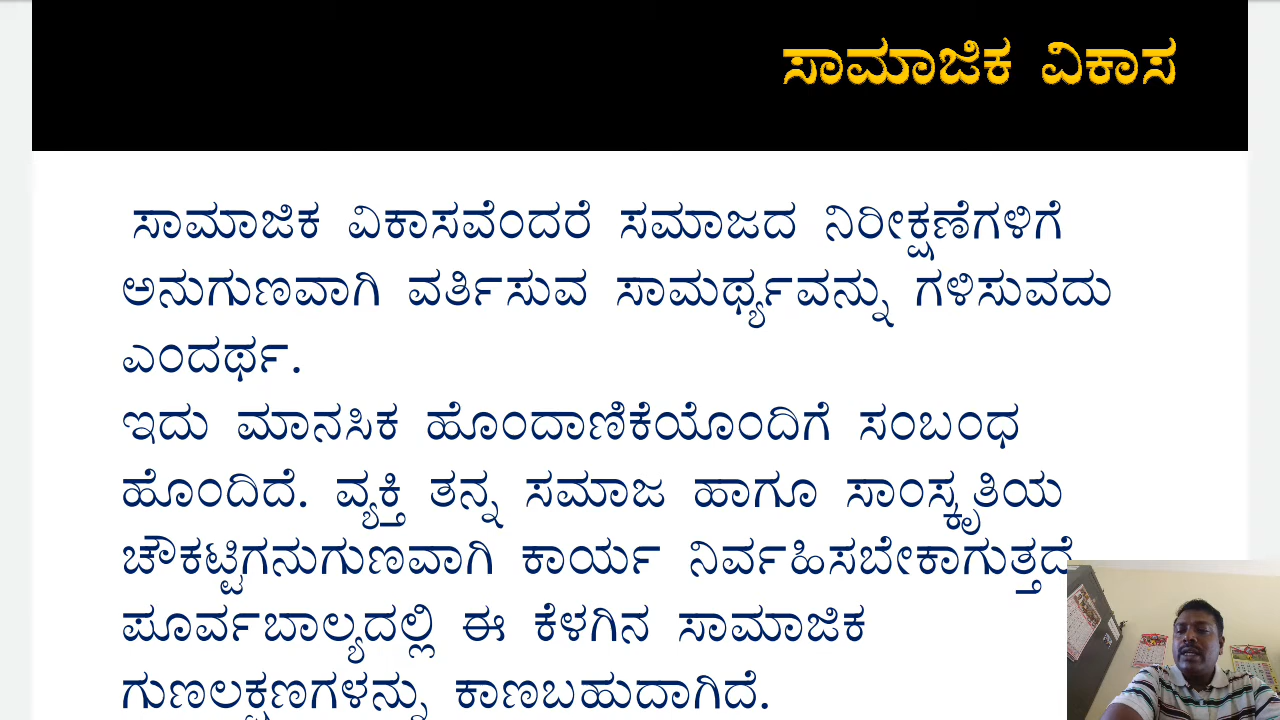 ಸಾಮಾಜಿಕ ವಿಕಾಸ
ಸಾಮಾಜಿಕ ವಿಕಾಸವೆಂದರೆ ಸಮಾಜದ ನಿರೀಕ್ಷಣೆಗಳಿಗೆ
ಅನುಗುಣವಾಗಿ ವರ್ತಿಸುವ ಸಾಮರ್ಥ್ಯವನ್ನು ಗಳಿಸುವದು
ಎಂದರ್ಥ.
ಇದು ಮಾನಸಿಕ ಹೊಂದಾಣಿಕೆಯೊಂದಿಗೆ ಸಂಬಂಧ
ಹೊಂದಿದೆ. ವ್ಯಕ್ತಿ ತನ್ನ ಸಮಾಜ ಹಾಗೂ ಸಾಂಸ್ಕೃತಿಯ
ಚೌಕಟ್ಟಿಗನುಗುಣವಾಗಿ ಕಾರ್ಯ ನಿರ್ವಹಿಸಬೇಕಾಗುತ್ತದೆ
ಪೂರ್ವಬಾಲ್ಯದಲ್ಲಿ ಈ ಕೆಳಗಿನ ಸಾಮಾಜಿಕ
ಗುಣಲಕ್ಷಣಗಳನ್ನು ಕಾಣಬಹುದಾಗಿದೆ.